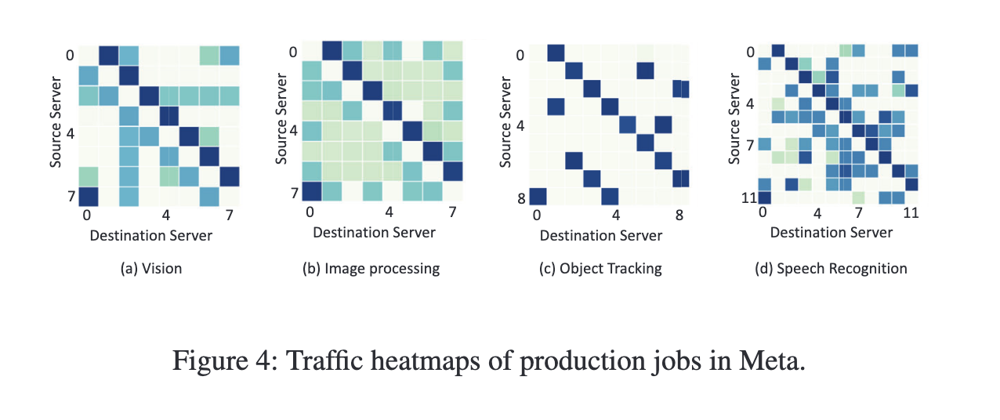 0
4
7
Source Server
0 4 7
Destination Server
(a) Vision
0
4
7
Source Server
0 4 7
Destination Server
(b) Image processing
0
4
8
Source Server
0 4 8
Destination Server
(c) Object Tracking
0
4
7
11
Source Server
0 4 7 11
Destination Server
(d) Speech Recognition
Figure 4: Traffic heatmaps of production jobs in Meta.